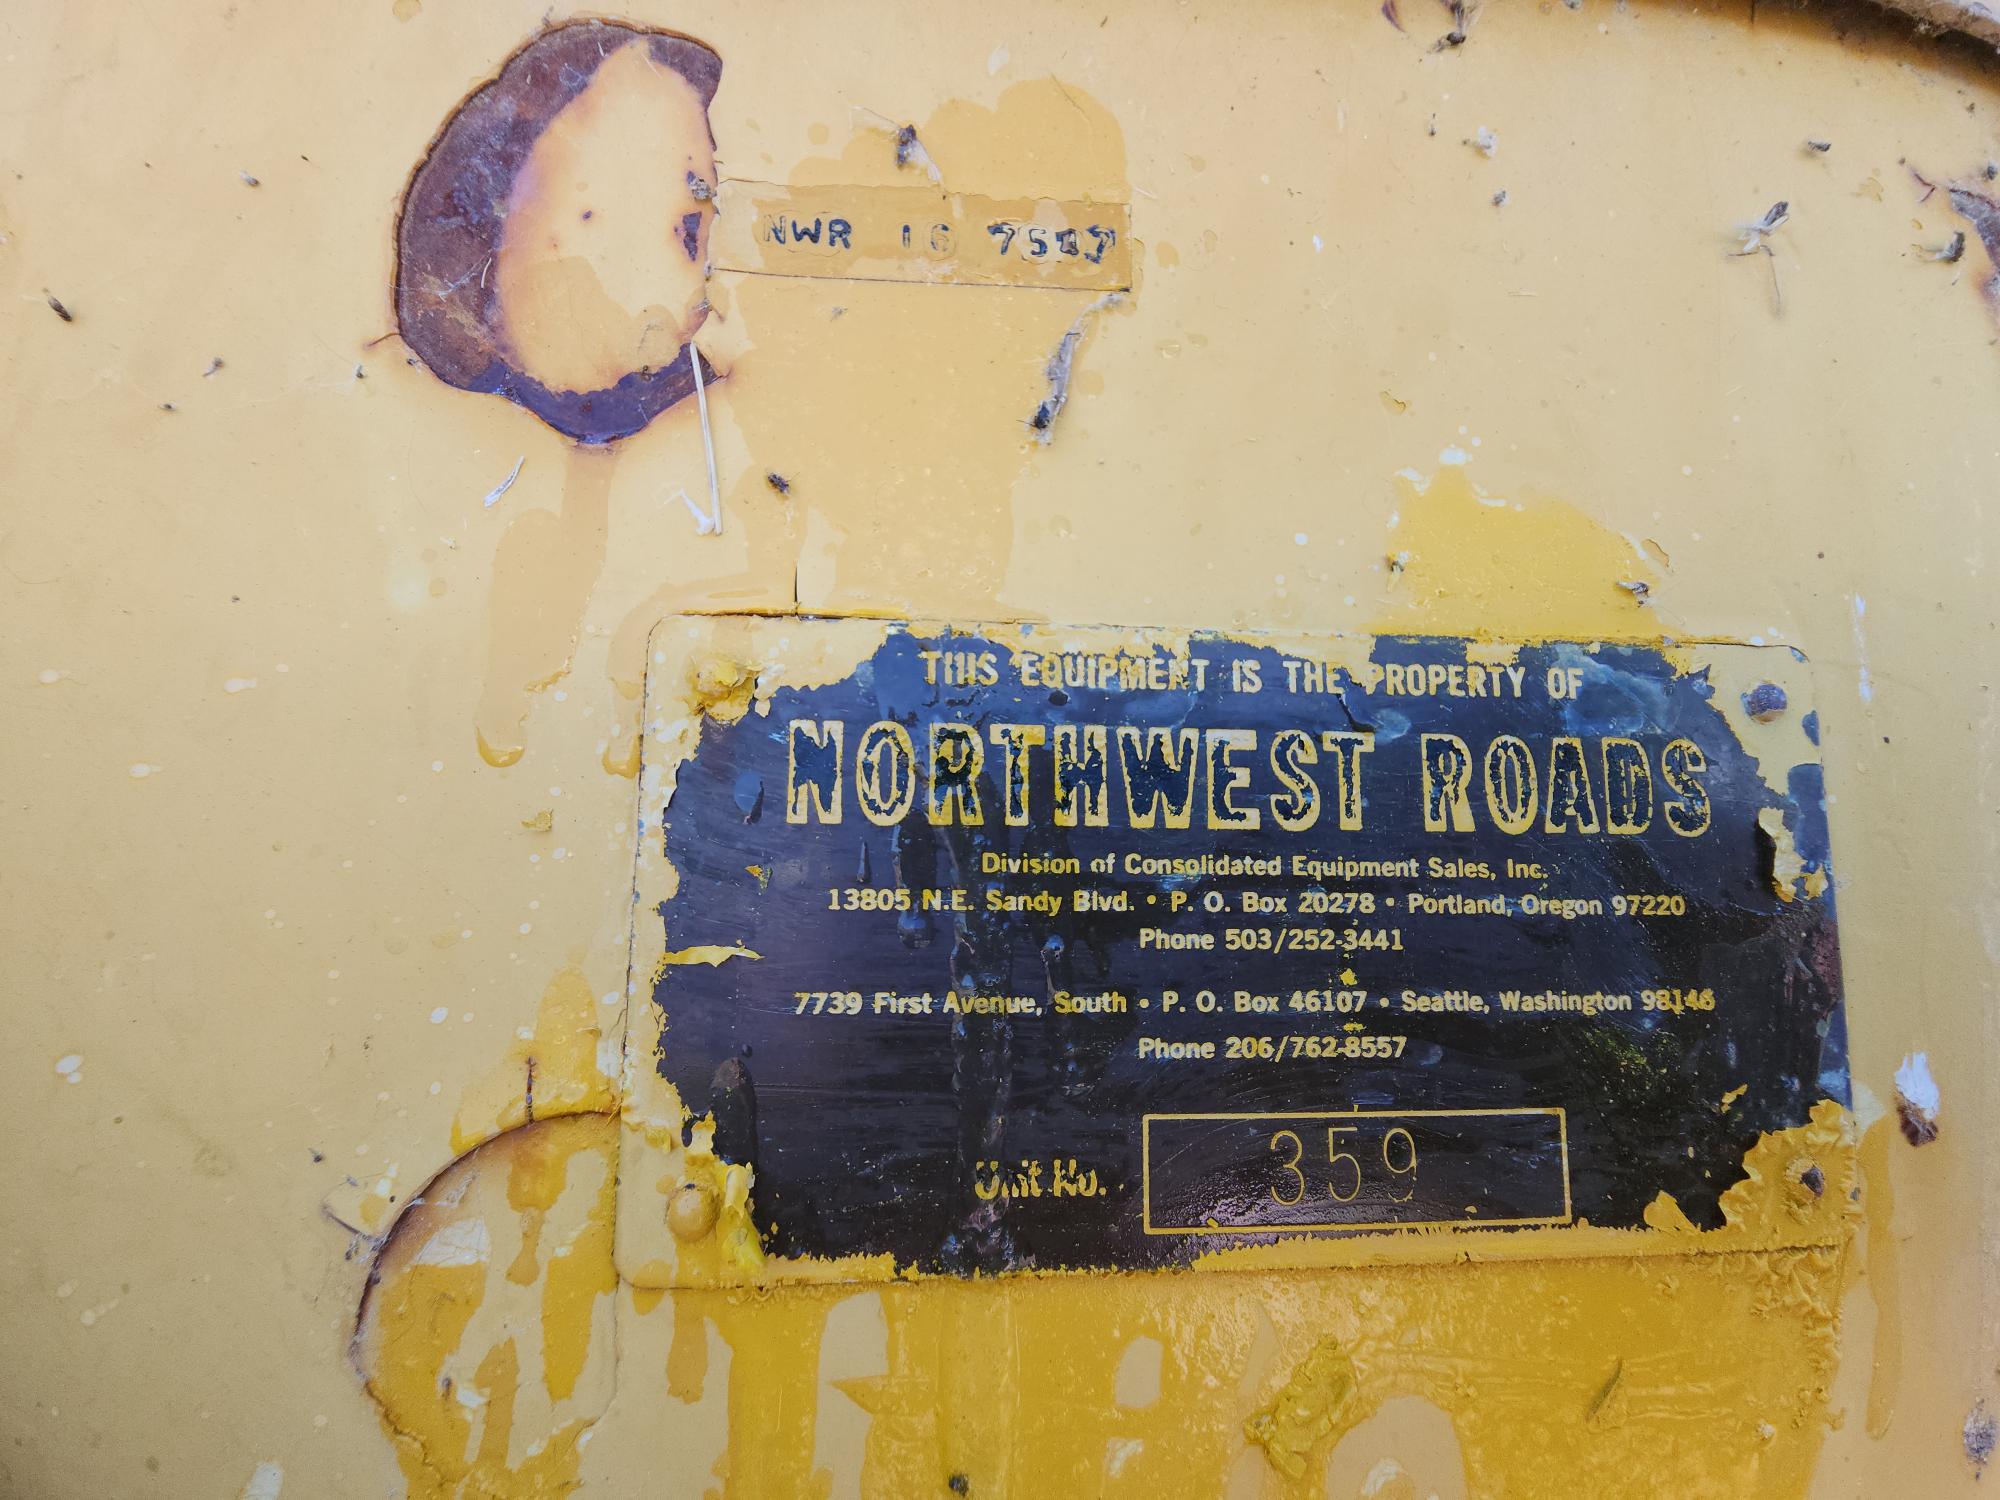 NWR 16
THIS EQUIPMENT IS THE PROPERTY OF
NORTHWEST ROADS
Division of Consolidated Equipment Sales, Inc.
13805 N.E. Sandy Blvd. • P. O. Box 20278 • Portland, Oregon 97220
Phone 503/252-3441
7739 First Avenue, South • P. O. Box 46107 • Seattle, Washington 98146
Phone 206/762-8557
Unit No. 359